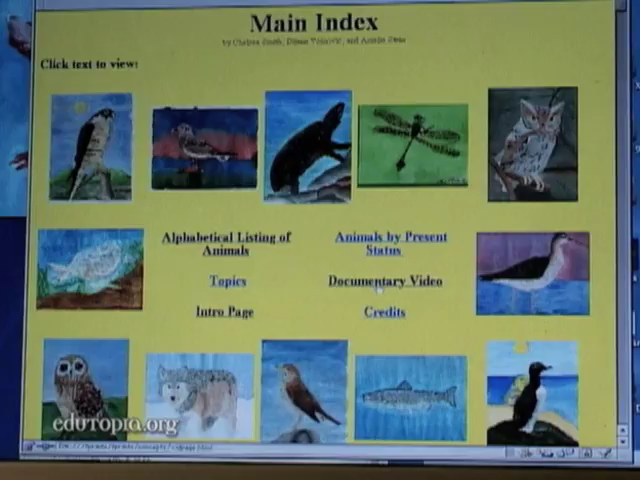 Main Index
Click text to view:
Alphabetical Listing of
Animals
Animals by Present
Status
Topics
Documentary Video
Intro Page
Credits
edutopia.org